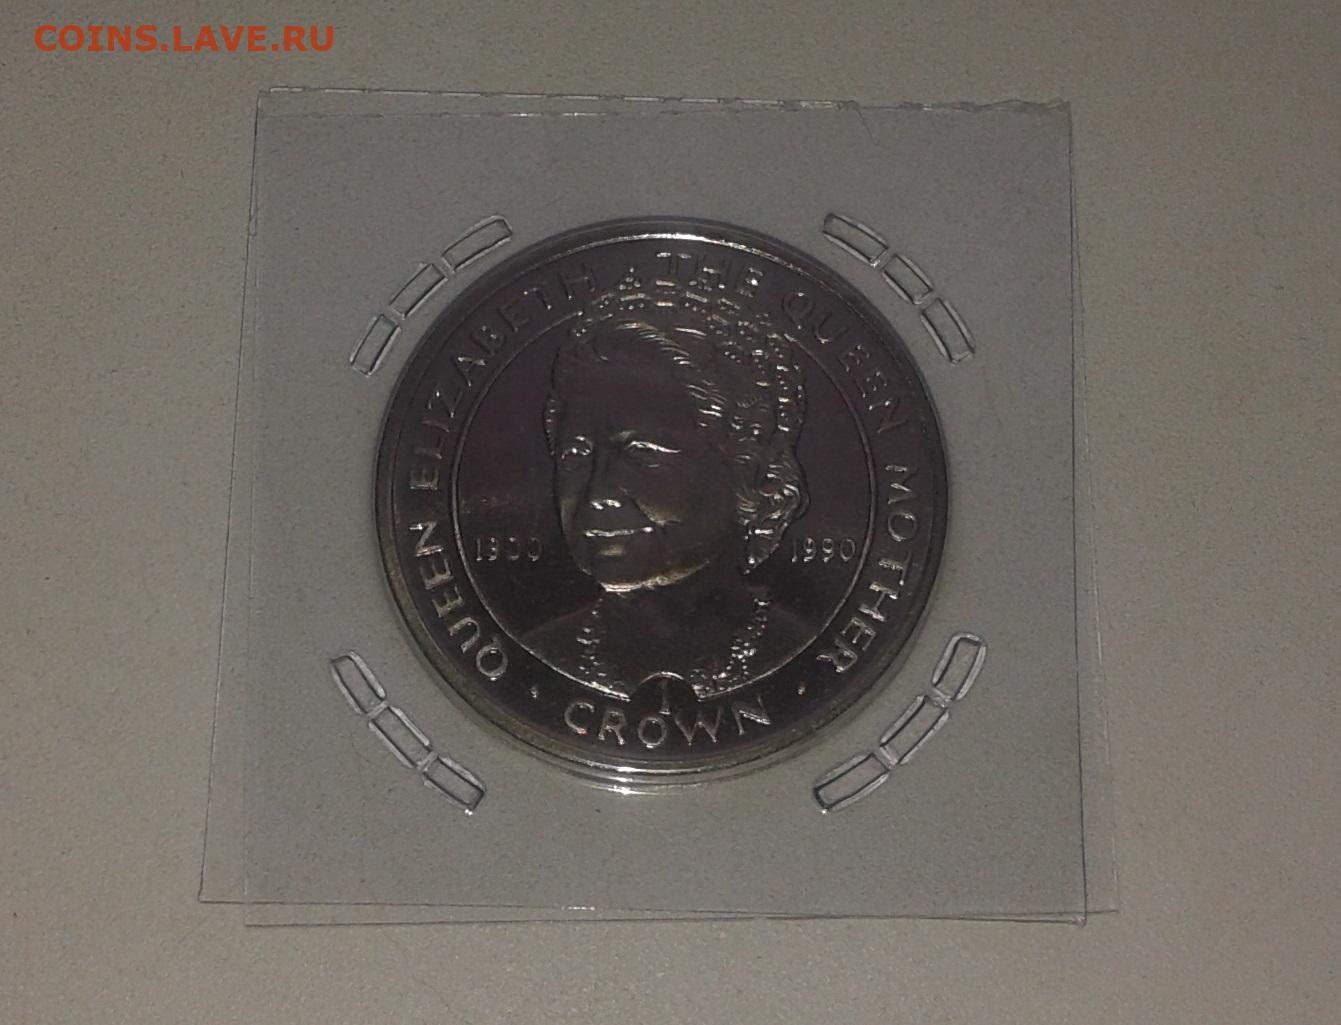 COINS.LAVE.RU
QUEEN ELIZABETH THE QUEEN MOTHER
1900
1990
1
· CROWN ·